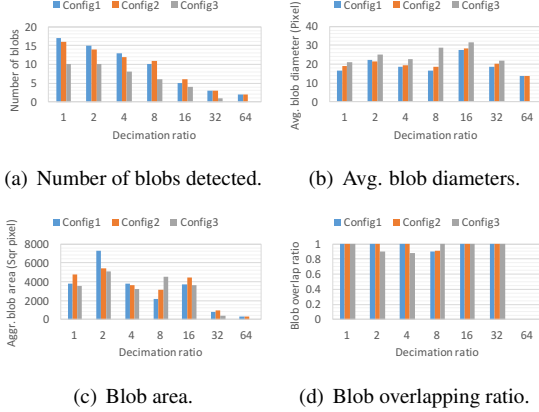 Config1 Config2 Config3
Number of blobs
20
15
10
5
0
1 2 4 8 16 32 64
Decimation ratio
(a) Number of blobs detected.
Config1 Config2 Config3
Avg. blob diameter (Pixel)
40
30
20
10
0
1 2 4 8 16 32 64
Decimation ratio
(b) Avg. blob diameters.
Config1 Config2 Config3
Aggr. blob area (Sqr pixel)
8000
6000
4000
2000
0
1 2 4 8 16 32 64
Decimation ratio
(c) Blob area.
Config1 Config2 Config3
Blob overlap ratio
1
0.8
0.6
0.4
0.2
0
1 2 4 8 16 32 64
Decimation ratio
(d) Blob overlapping ratio.